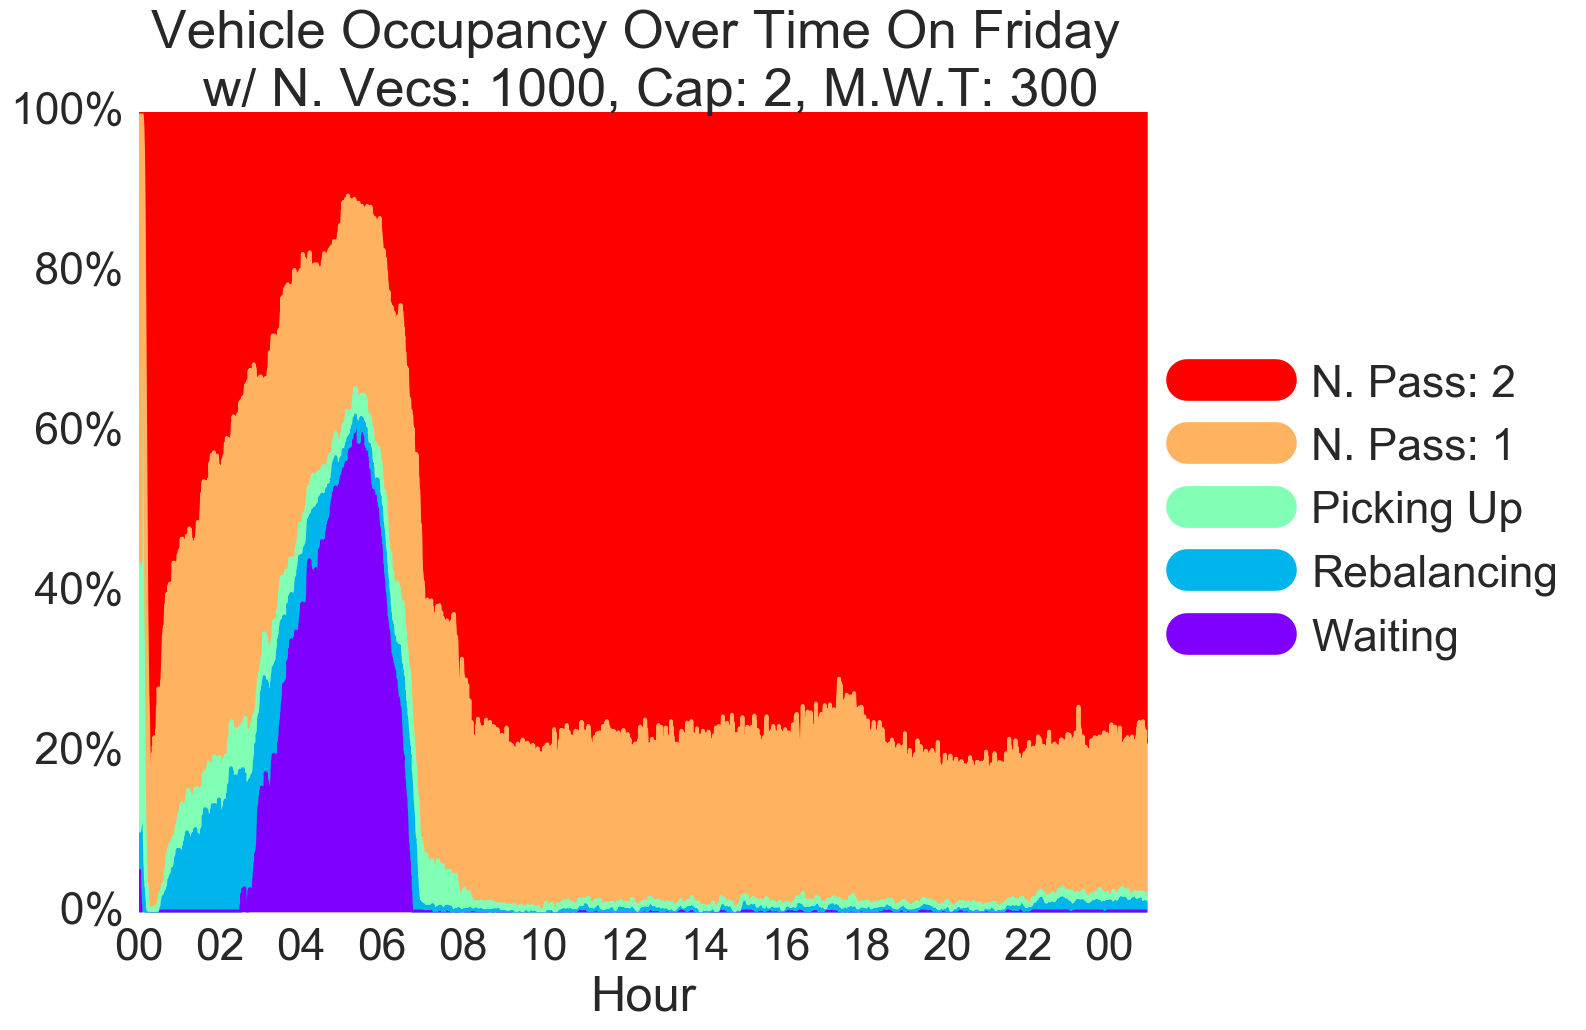 Vehicle Occupancy Over Time On Friday
w/ N. Vecs: 1000, Cap: 2, M.W.T: 300
100%
80%
60%
40%
20%
0%
00 02 04 06 08 10 12 14 16 18 20 22 00
Hour
N. Pass: 2
N. Pass: 1
Picking Up
Rebalancing
Waiting